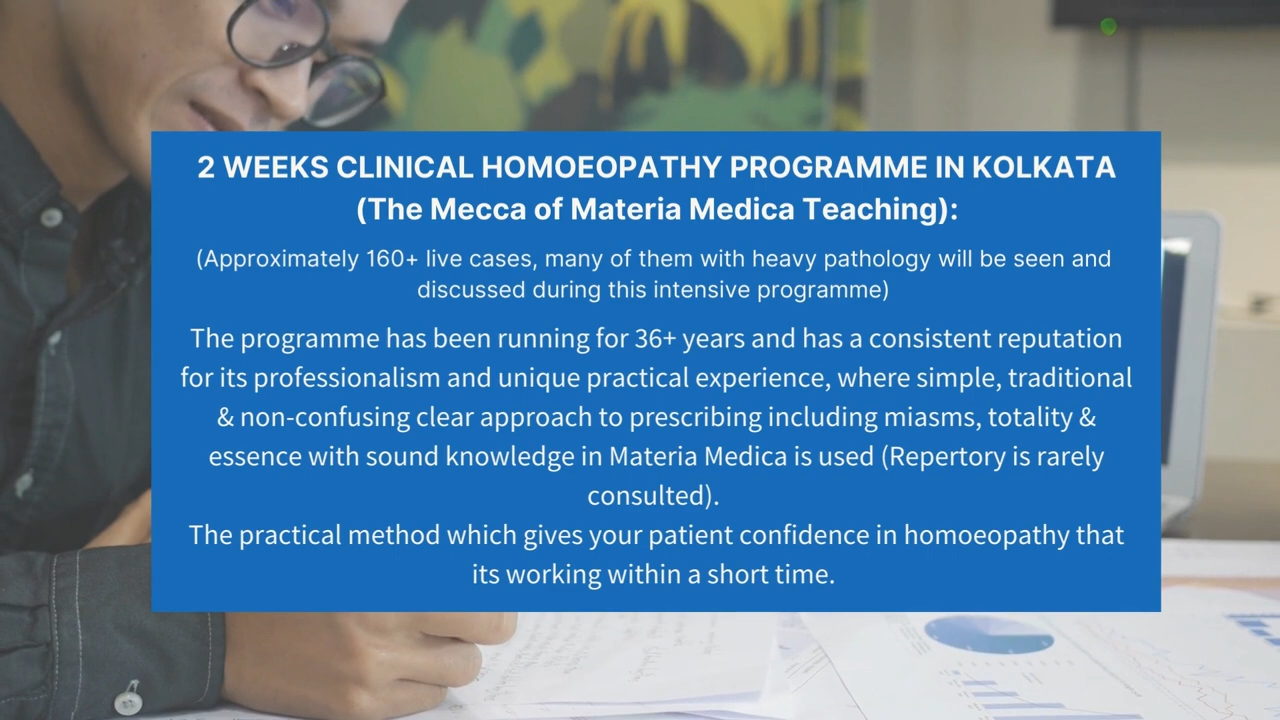 2 WEEKS CLINICAL HOMOEOPATHY PROGRAMME IN KOLKATA
(The Mecca of Materia Medica Teaching):
(Approximately 160+ live cases, many of them with heavy pathology will be seen and
discussed during this intensive programme)
The programme has been running for 36+ years and has a consistent reputation
for its professionalism and unique practical experience, where simple, traditional
& non-confusing clear approach to prescribing including miasms, totality &
essence with sound knowledge in Materia Medica is used (Repertory is rarely
consulted).
The practical method which gives your patient confidence in homoeopathy that
its working within a short time.